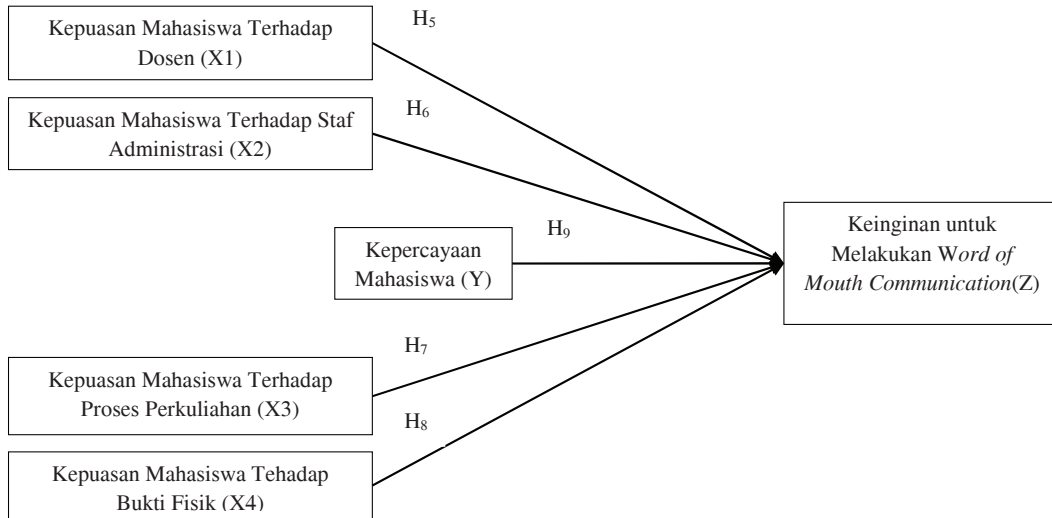 H5
Kepuasan Mahasiswa Terhadap
Dosen (X1)
H6
Kepuasan Mahasiswa Terhadap Staf
Administrasi (X2)
H9
Kepercayaan
Mahasiswa (Y)
Keinginan untuk
Melakukan Word of
Mouth Communication(Z)
H7
Kepuasan Mahasiswa Terhadap
Proses Perkuliahan (X3)
H8
Kepuasan Mahasiswa Tehadap
Bukti Fisik (X4)